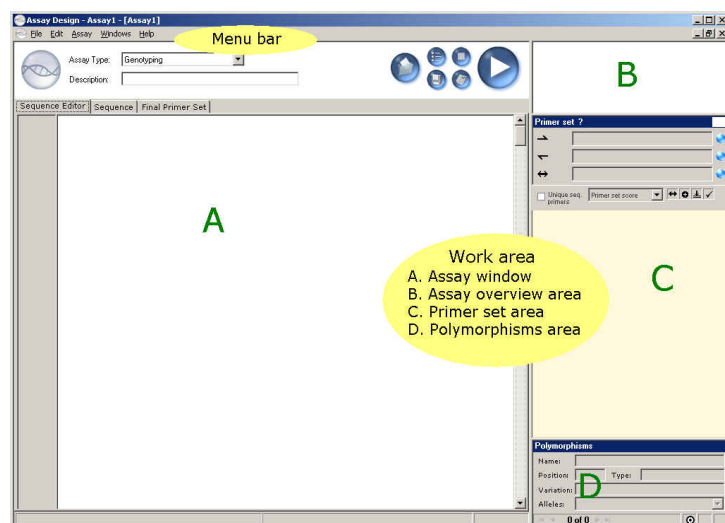 Assay Design - Assay1 - [Assay1]
File Edit Assay Windows Help
Menu bar
Assay Type: Genotyping
Description:
Sequence Editor Sequence Final Primer Set
A
B
Primer set ?
Unique seq. primers
Primer set score
C
Work area
A. Assay window
B. Assay overview area
C. Primer set area
D. Polymorphisms area
Polymorphisms
Name:
Position: Type:
Variation:
D
Alleles:
0 of 0